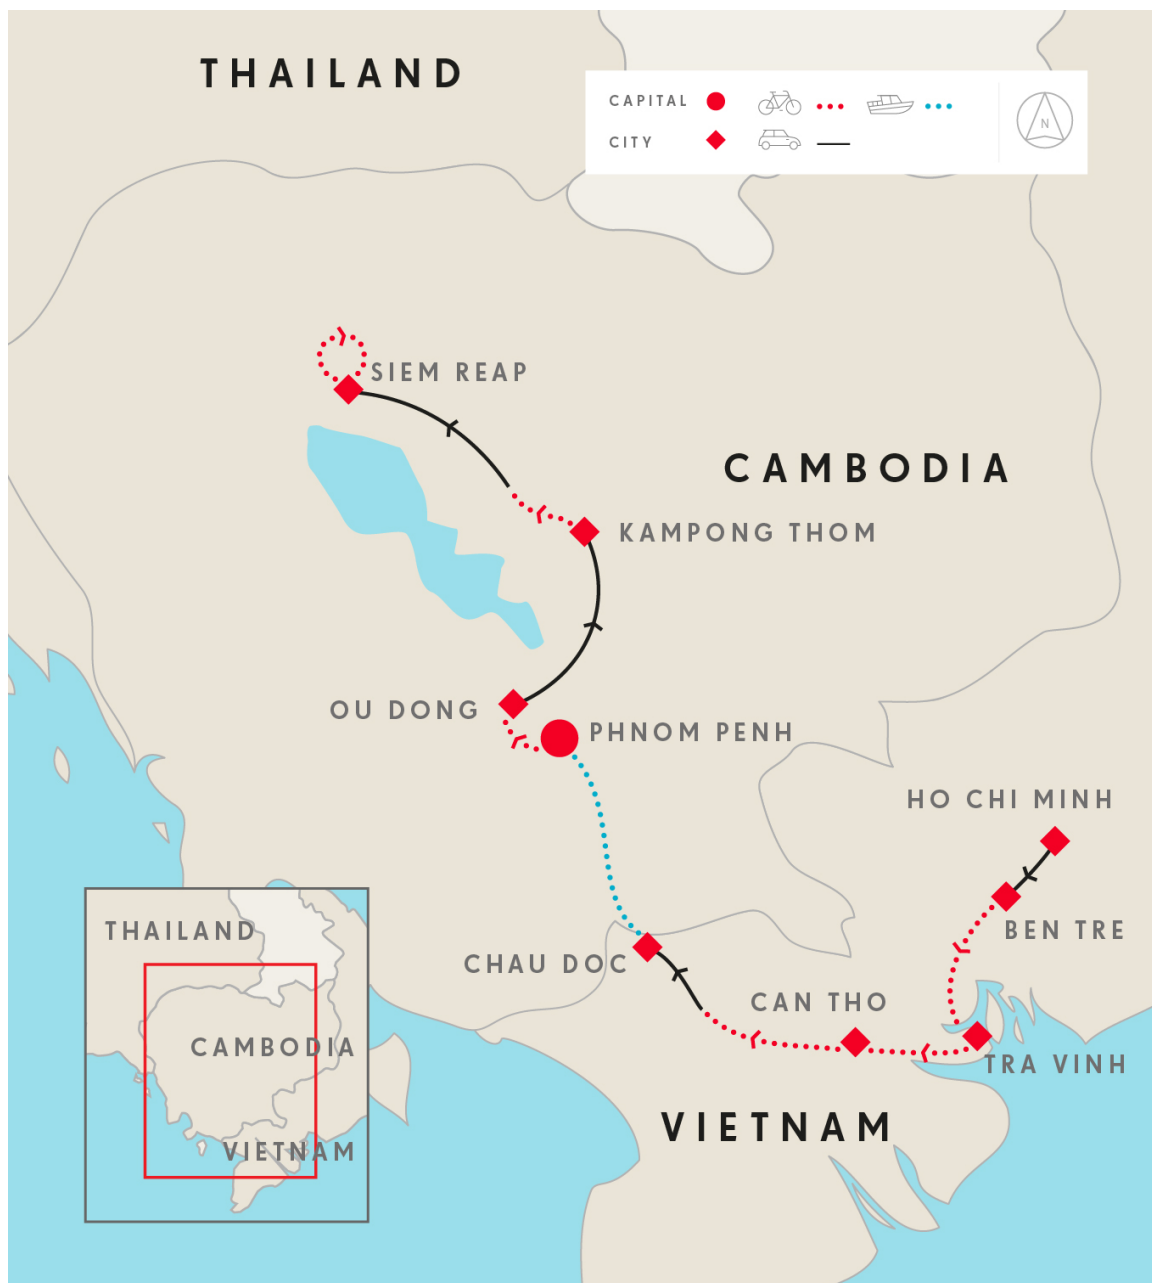 THAILAND
CAPITAL
CITY
N
SIEM REAP
CAMBODIA
KAMPONG THOM
OU DONG
PHNOM PENH
HO CHI MINH
BEN TRE
CHAU DOC
CAN THO
TRA VINH
VIETNAM
THAILAND
CAMBODIA
VIETNAM